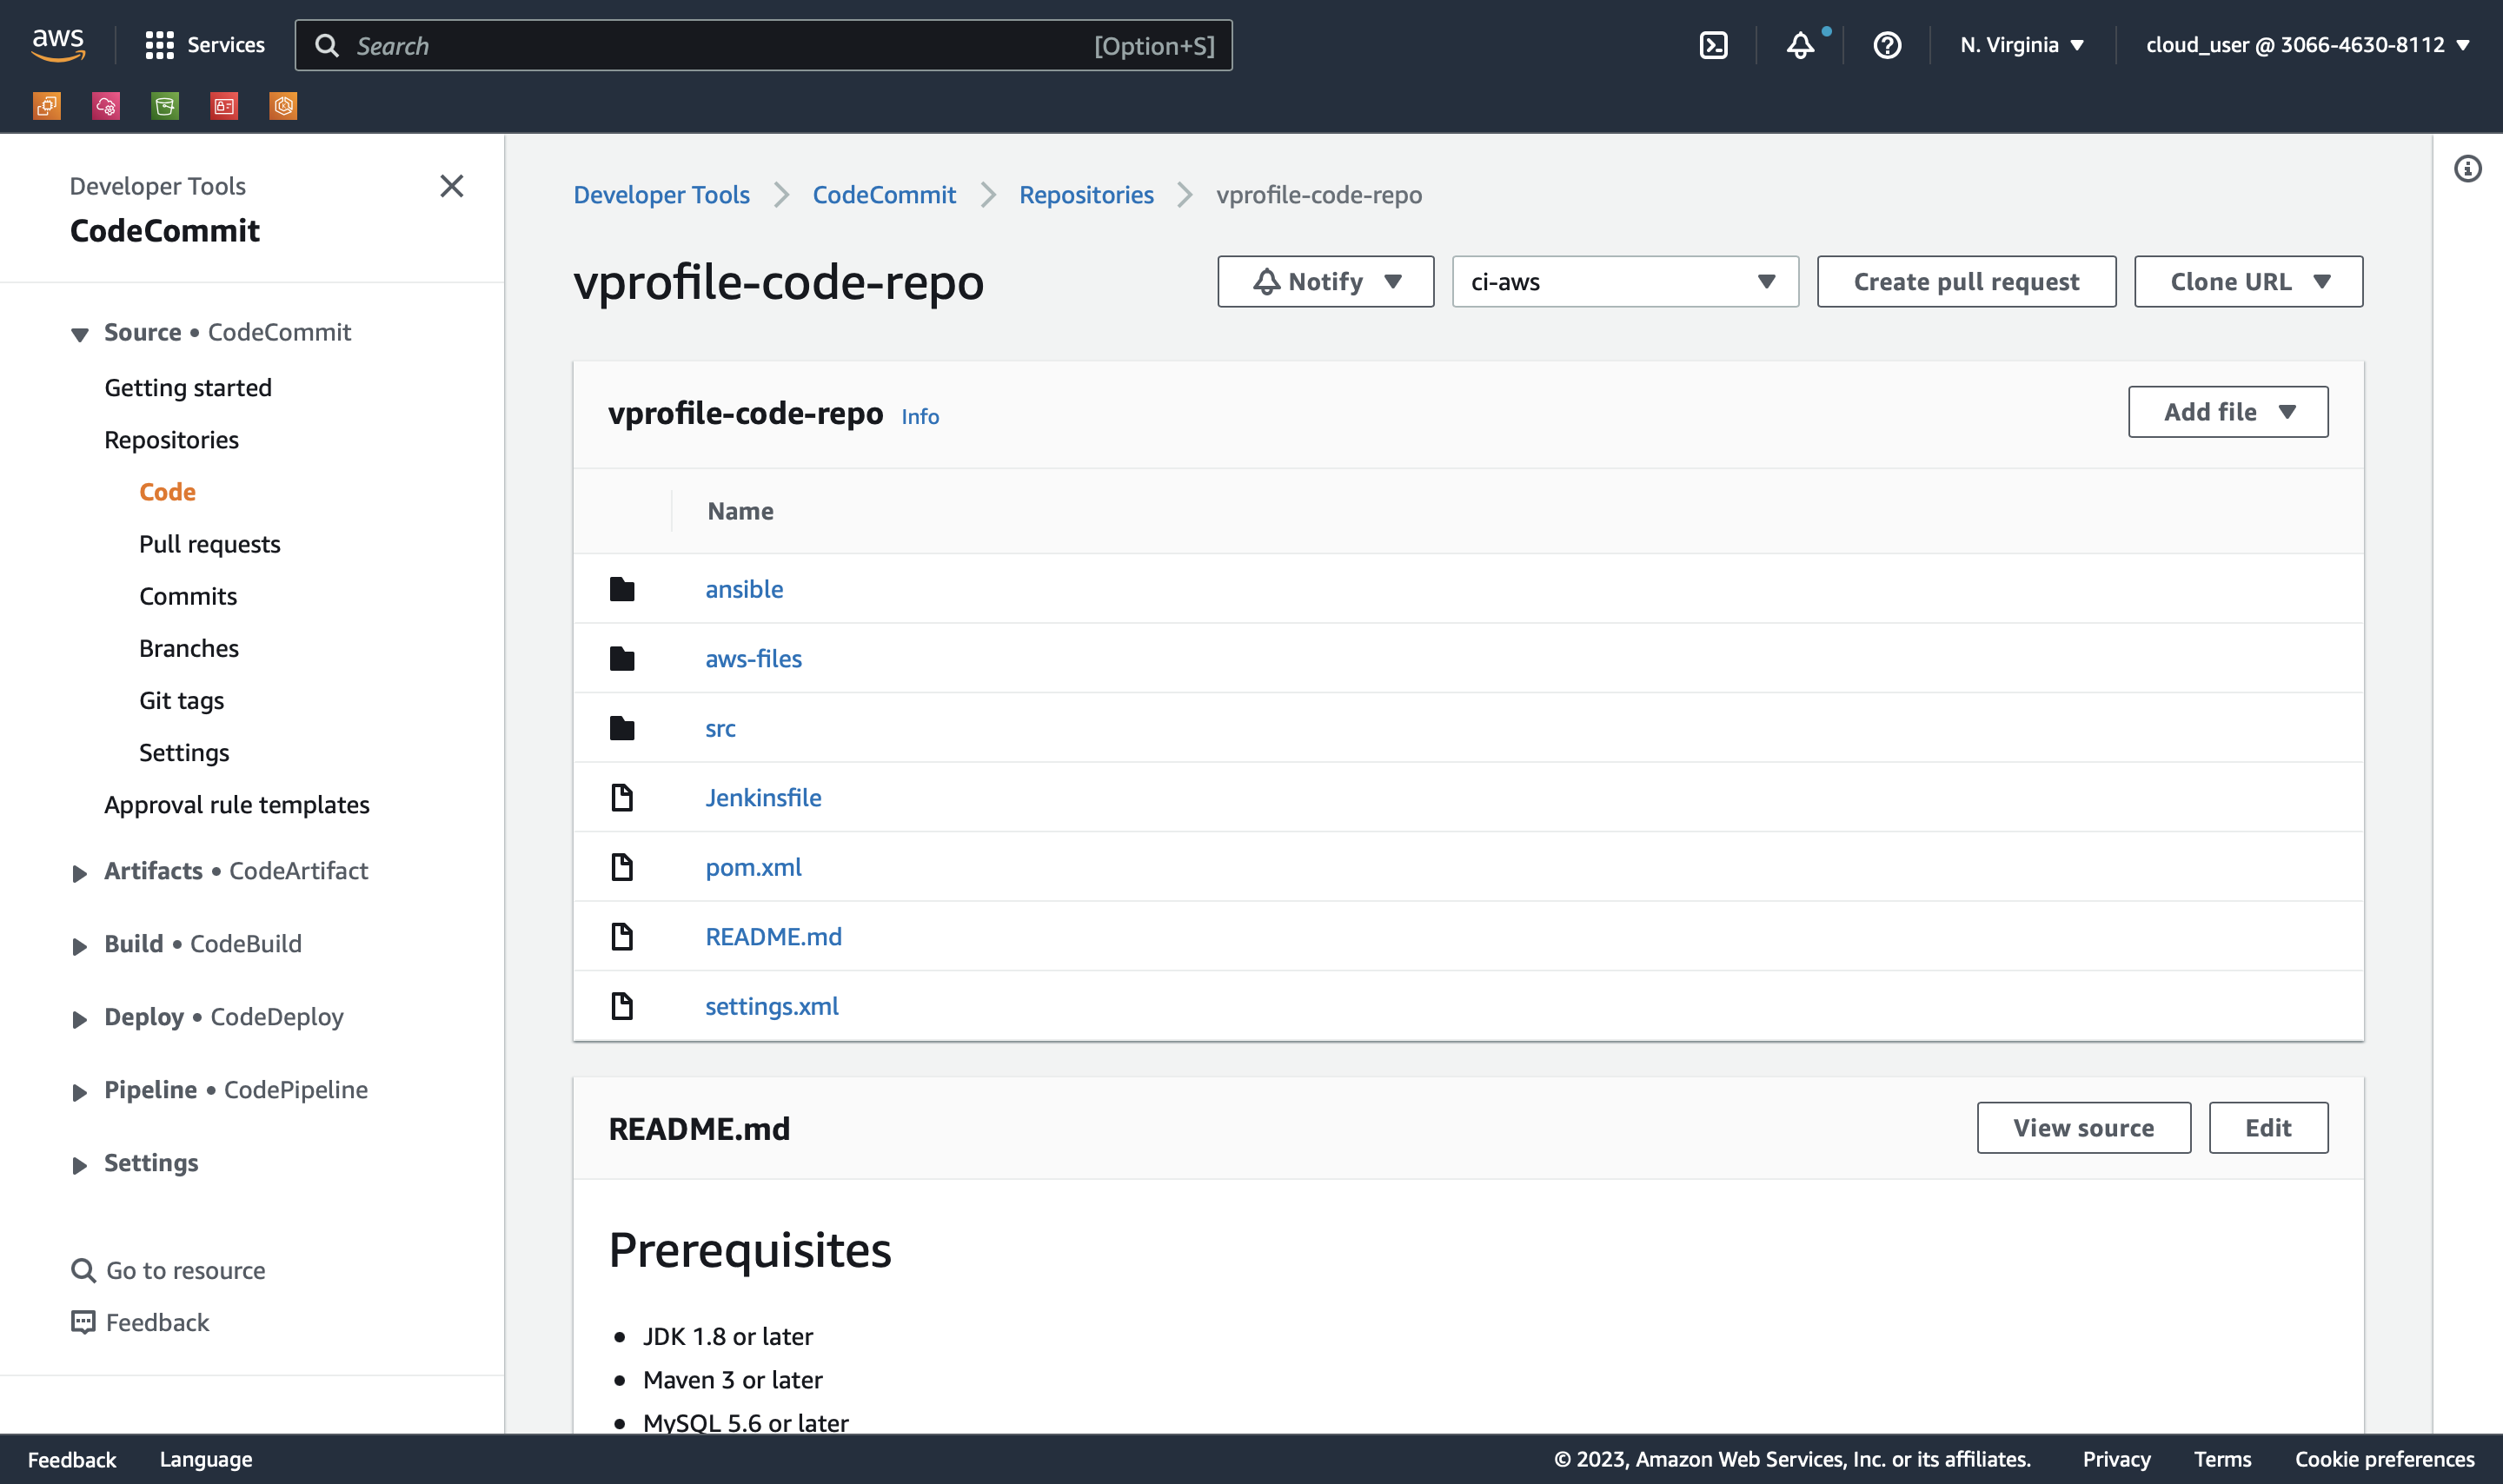 aws
Services
Search [Option+S]
N. Virginia
cloud_user @ 3066-4630-8112
Developer Tools
CodeCommit
Source • CodeCommit
Getting started
Repositories
Code
Pull requests
Commits
Branches
Git tags
Settings
Approval rule templates
Artifacts • CodeArtifact
Build • CodeBuild
Deploy • CodeDeploy
Pipeline • CodePipeline
Settings
Go to resource
Feedback
Developer Tools CodeCommit Repositories vprofile-code-repo
vprofile-code-repo
Notify
ci-aws
Create pull request
Clone URL
vprofile-code-repo Info
Add file
Name
ansible
aws-files
src
Jenkinsfile
pom.xml
README.md
settings.xml
README.md
View source
Edit
Prerequisites
• JDK 1.8 or later
• Maven 3 or later
• MySQL 5.6 or later
Feedback Language
© 2023, Amazon Web Services, Inc. or its affiliates. Privacy Terms Cookie preferences